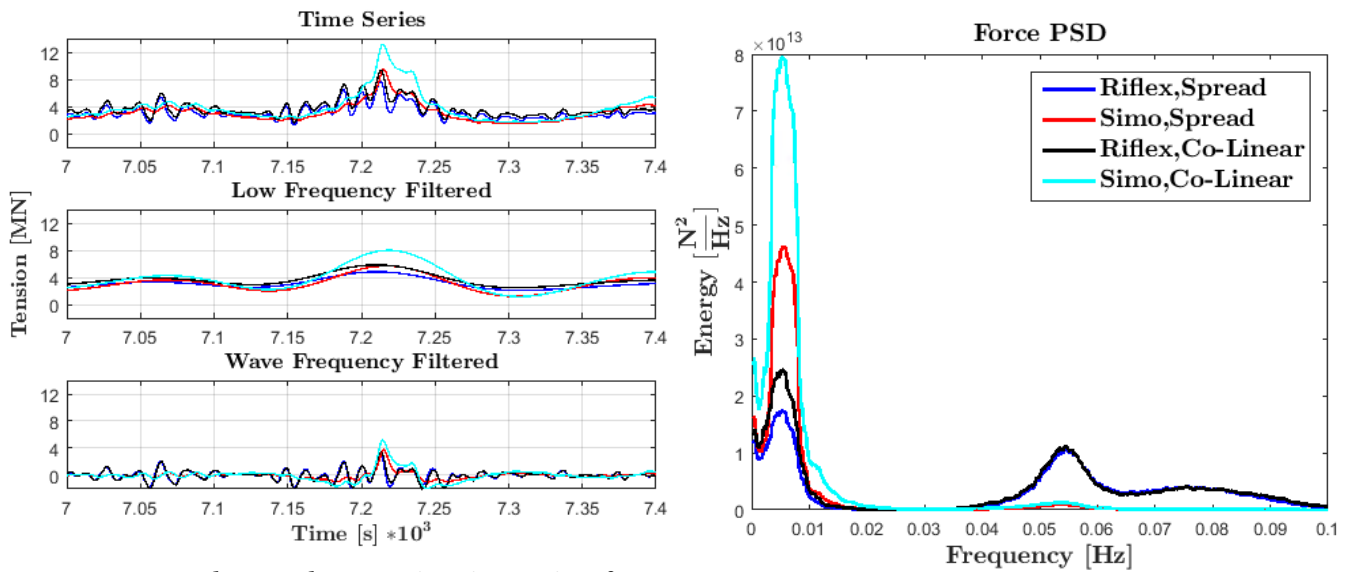 Time Series
12
8
4
0
7 7.05 7.1 7.15 7.2 7.25 7.3 7.35 7.4
Low Frequency Filtered
12
8
4
0
7 7.05 7.1 7.15 7.2 7.25 7.3 7.35 7.4
Wave Frequency Filtered
12
8
4
0
7 7.05 7.1 7.15 7.2 7.25 7.3 7.35 7.4
Tension [MN]
Time [s] *10³
Force PSD
×10¹³
8
7
6
5
4
3
2
1
0
0 0.01 0.02 0.03 0.04 0.05 0.06 0.07 0.08 0.09 0.1
Energy [N²/Hz]
Frequency [Hz]
Riflex,Spread
Simo,Spread
Riflex,Co-Linear
Simo,Co-Linear